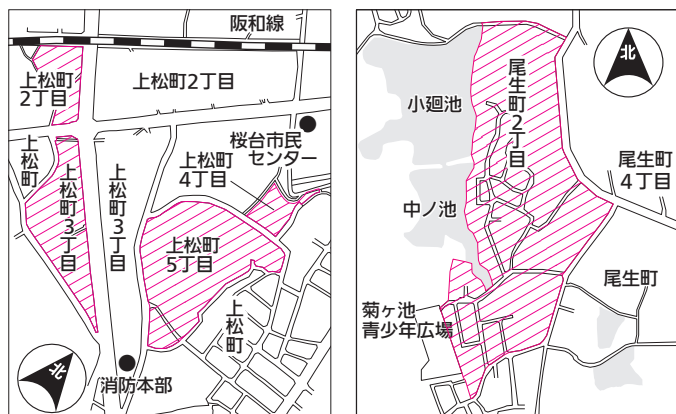 阪和線
上松町
2丁目
上松町2丁目
桜台市民
センター
上松町
上松町
4丁目
上松町3丁目
上松町3丁目
上松町
5丁目
上松町
北
消防本部
北
尾生町2丁目
小廻池
尾生町
4丁目
中ノ池
尾生町
菊ヶ池
青少年広場